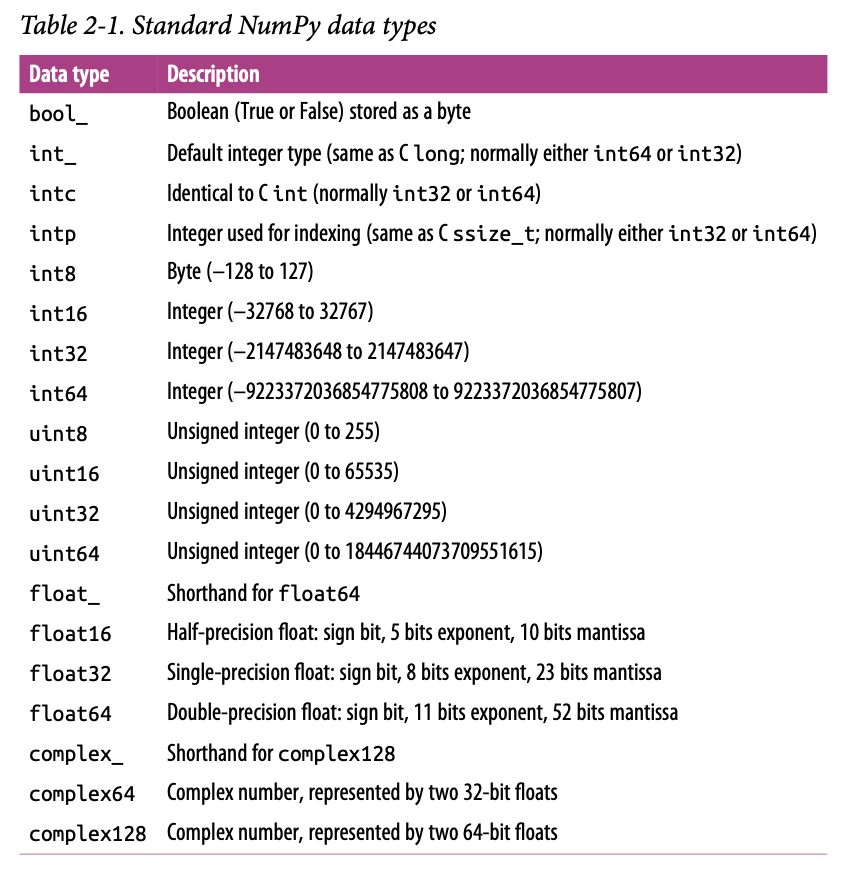 Table 2-1. Standard NumPy data types
Data type Description
bool_ Boolean (True or False) stored as a byte
int_ Default integer type (same as C long; normally either int64 or int32)
intc Identical to C int (normally int32 or int64)
intp Integer used for indexing (same as C ssize_t; normally either int32 or int64)
int8 Byte (–128 to 127)
int16 Integer (–32768 to 32767)
int32 Integer (–2147483648 to 2147483647)
int64 Integer (–9223372036854775808 to 9223372036854775807)
uint8 Unsigned integer (0 to 255)
uint16 Unsigned integer (0 to 65535)
uint32 Unsigned integer (0 to 4294967295)
uint64 Unsigned integer (0 to 18446744073709551615)
float_ Shorthand for float64
float16 Half-precision float: sign bit, 5 bits exponent, 10 bits mantissa
float32 Single-precision float: sign bit, 8 bits exponent, 23 bits mantissa
float64 Double-precision float: sign bit, 11 bits exponent, 52 bits mantissa
complex_ Shorthand for complex128
complex64 Complex number, represented by two 32-bit floats
complex128 Complex number, represented by two 64-bit floats